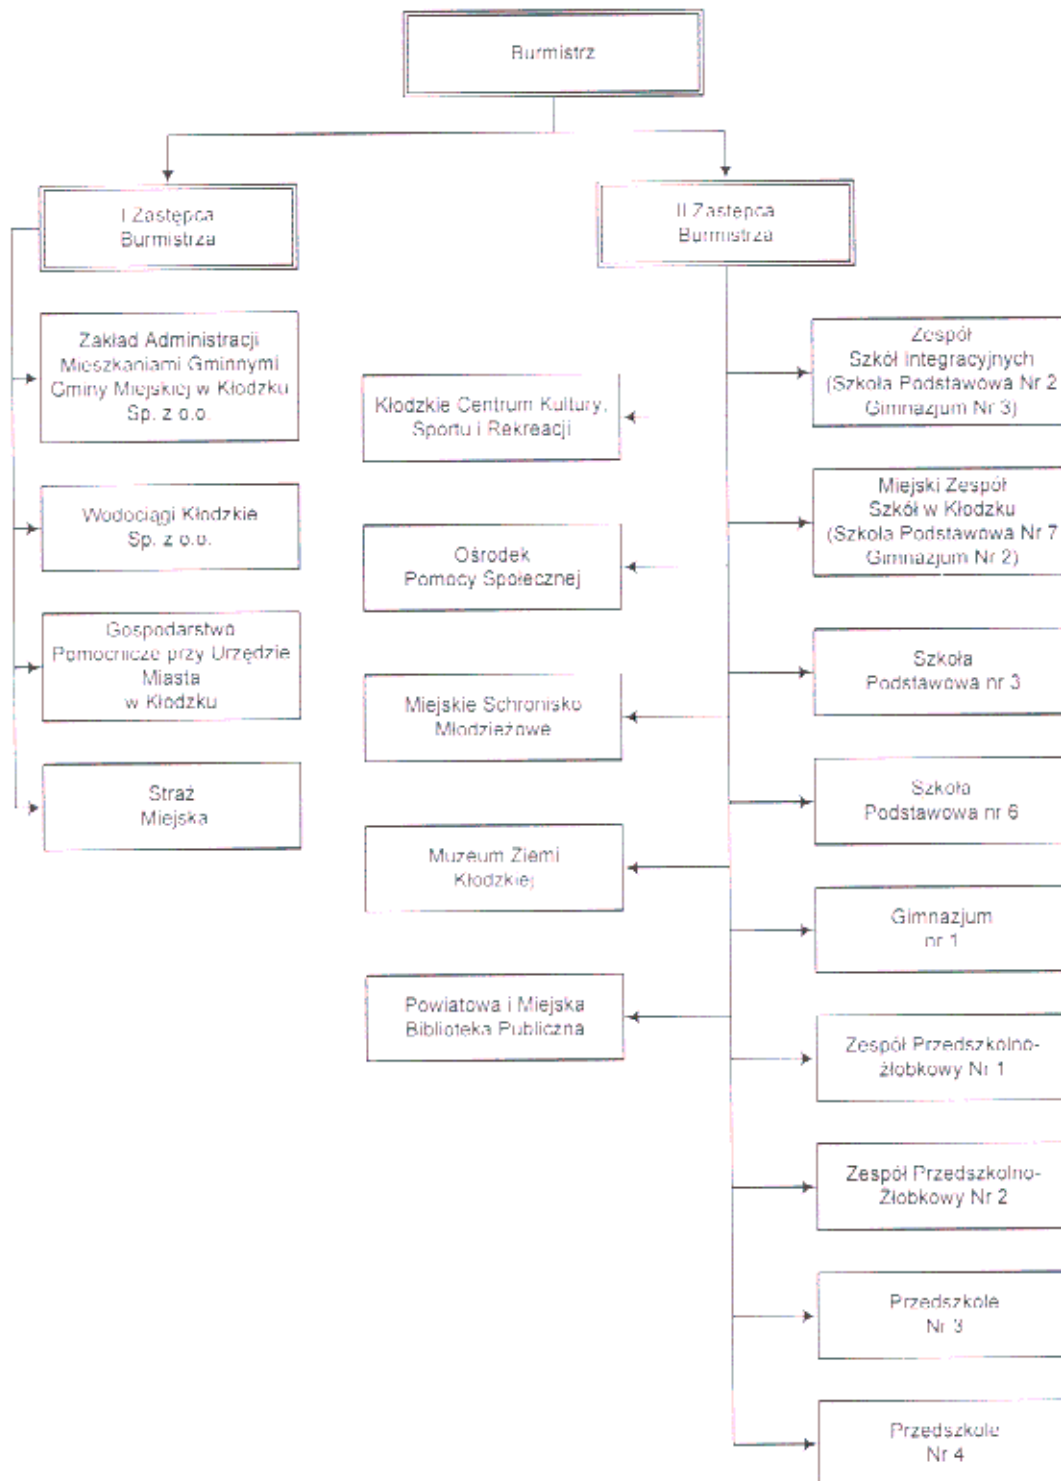 Burmistrz
I Zastępca
Burmistrza
II Zastępca
Burmistrza
Zakład Administracji
Mieszkaniami Gminnymi
Gminy Miejskiej w Kłodzku
Sp. z o.o.
Wodociągi Kłodzkie
Sp. z o.o.
Gospodarstwo
Pomocnicze przy Urzędzie
Miasta
w Kłodzku
Straż
Miejska
Kłodzkie Centrum Kultury,
Sportu i Rekreacji
Ośrodek
Pomocy Społecznej
Miejskie Schronisko
Młodzieżowe
Muzeum Ziemi
Kłodzkiej
Powiatowa i Miejska
Biblioteka Publiczna
Zespół
Szkół Integracyjnych
(Szkoła Podstawowa Nr 2
Gimnazjum Nr 3)
Miejski Zespół
Szkół w Kłodzku
(Szkoła Podstawowa Nr 7
Gimnazjum Nr 2)
Szkoła
Podstawowa nr 3
Szkoła
Podstawowa nr 6
Gimnazjum
nr 1
Zespół Przedszkolno-
żłobkowy Nr 1
Zespół Przedszkolno-
Żłobkowy Nr 2
Przedszkole
Nr 3
Przedszkole
Nr 4